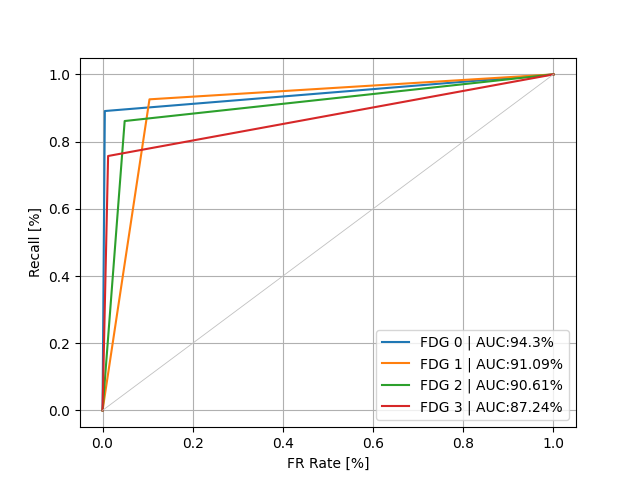 1.0
0.8
0.6
0.4
0.2
0.0
Recall [%]
FDG 0 | AUC:94.3%
FDG 1 | AUC:91.09%
FDG 2 | AUC:90.61%
FDG 3 | AUC:87.24%
0.0 0.2 0.4 0.6 0.8 1.0
FR Rate [%]